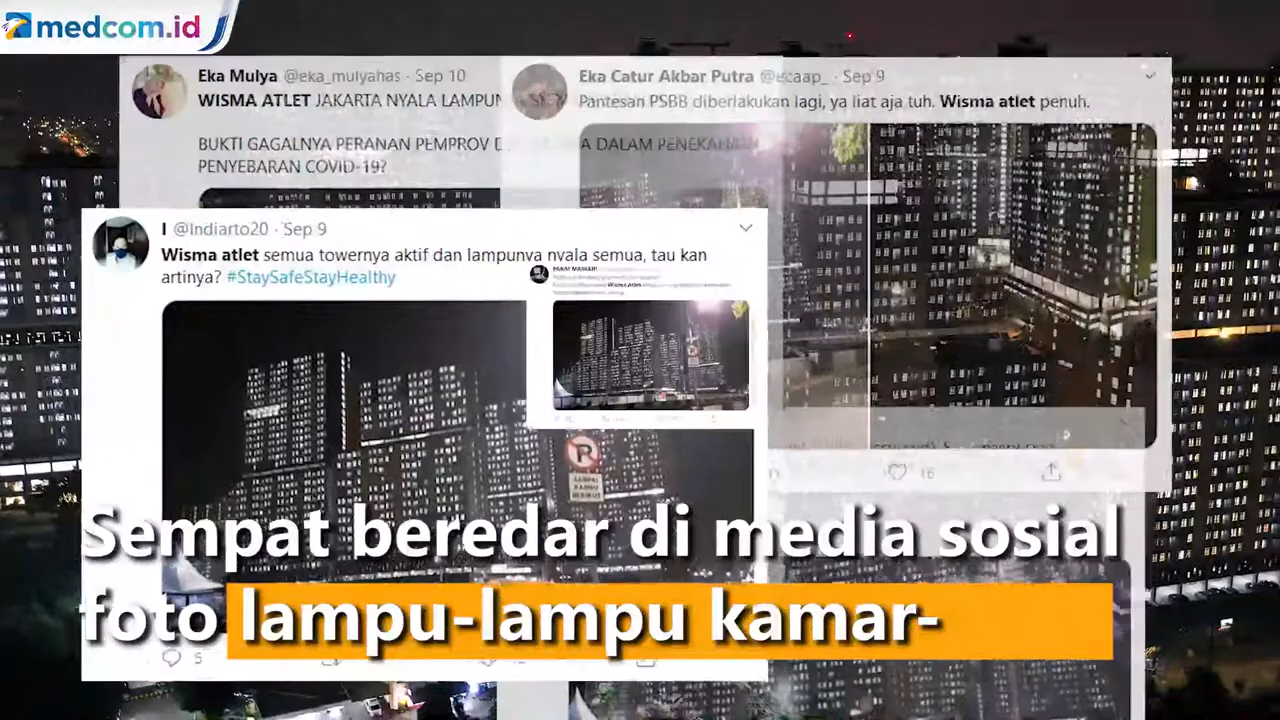 medcom.id
Eka Mulya @eka_mulyahas · Sep 10
WISMA ATLET JAKARTA NYALA
BUKTI GAGALNYA PERANAN PEMPROV DALAM PENEKANAN
PENYEBARAN COVID-19?
Eka Catur Akbar Putra @ecaap_ · Sep 9
Pantesan PSBB diberlakukan lagi, ya liat aja tuh. Wisma atlet penuh.
16
I @Indiarto20 · Sep 9
Wisma atlet semua towernya aktif dan lampunya nyala semua, tau kan
artinya? #StaySafeStayHealthy
P
5
Sempat beredar di media sosial
foto lampu-lampu kamar-